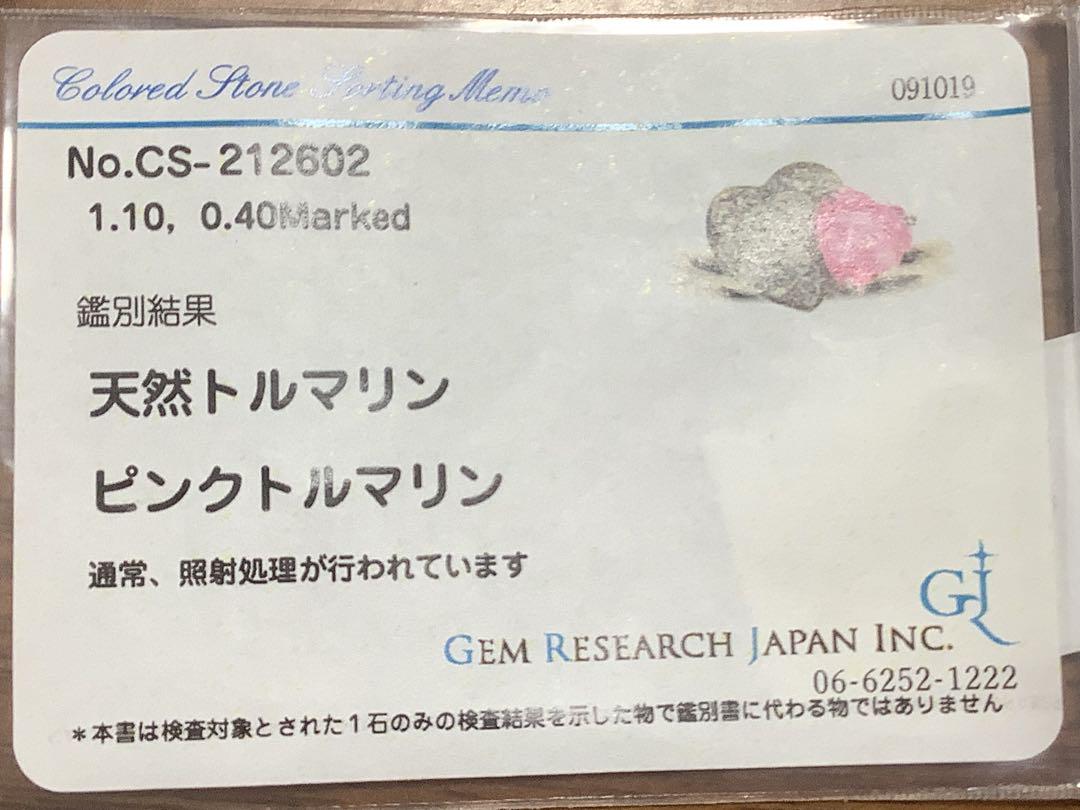 Colored Stone Sorting Memo
091019
No.CS-212602
1.10, 0.40Marked
鑑別結果
天然トルマリン
ピンクトルマリン
通常、照射処理が行われています
GJ
GEM RESEARCH JAPAN INC.
06-6252-1222
*本書は検査対象とされた1石のみの検査結果を示した物で鑑別書に代わる物ではありません